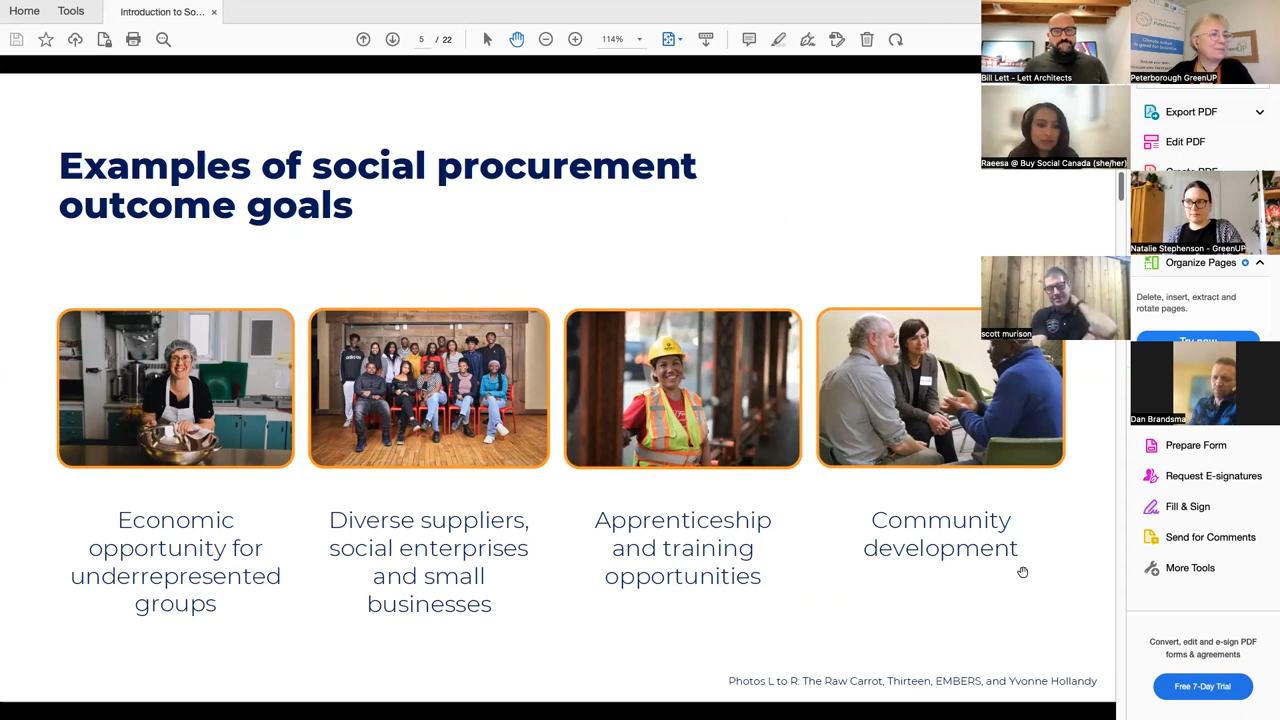 Home
Tools
Introduction to So...
×
5 / 22
114%
Bill Lett - Lett Architects
Peterborough GreenUP
Raeesa @ Buy Social Canada (she/her)
Natalie Stephenson - GreenUP
scott murison
Dan Brandsma
Examples of social procurement
outcome goals
Economic
opportunity for
underrepresented
groups
Diverse suppliers,
social enterprises
and small
businesses
Apprenticeship
and training
opportunities
Community
development
Photos L to R: The Raw Carrot, Thirteen, EMBERS, and Yvonne Hollandy
Export PDF
Edit PDF
Organize Pages
Delete, insert, extract and
rotate pages.
Try now
Prepare Form
Request E-signatures
Fill & Sign
Send for Comments
More Tools
Convert, edit and e-sign PDF
forms & agreements
Free 7-Day Trial